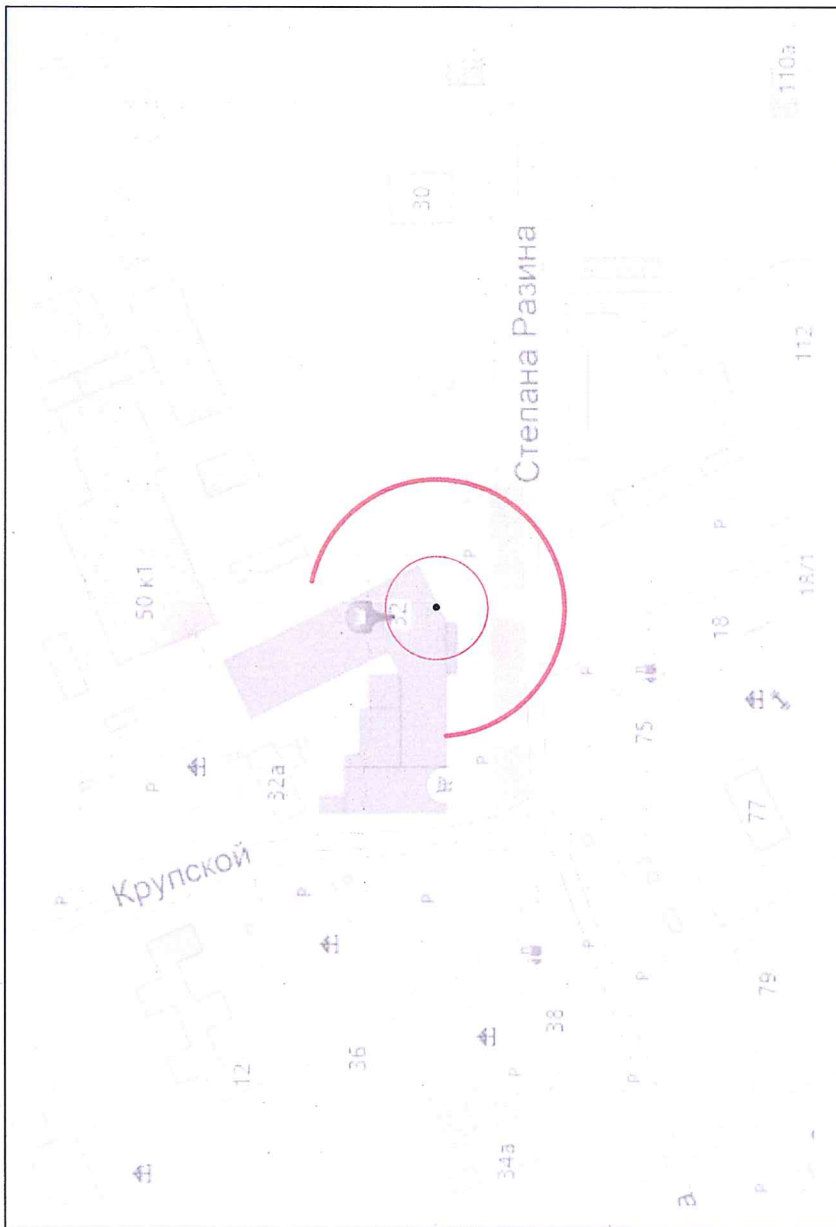 110а
30
Степана Разина
112
50 к1
32
Р
18/1
18
Р
Р
75
32а
Р
Р
77
Крупской
Р
Р
Р
Р
Р
79
38
36
12
Р
Р
34а
а
Р